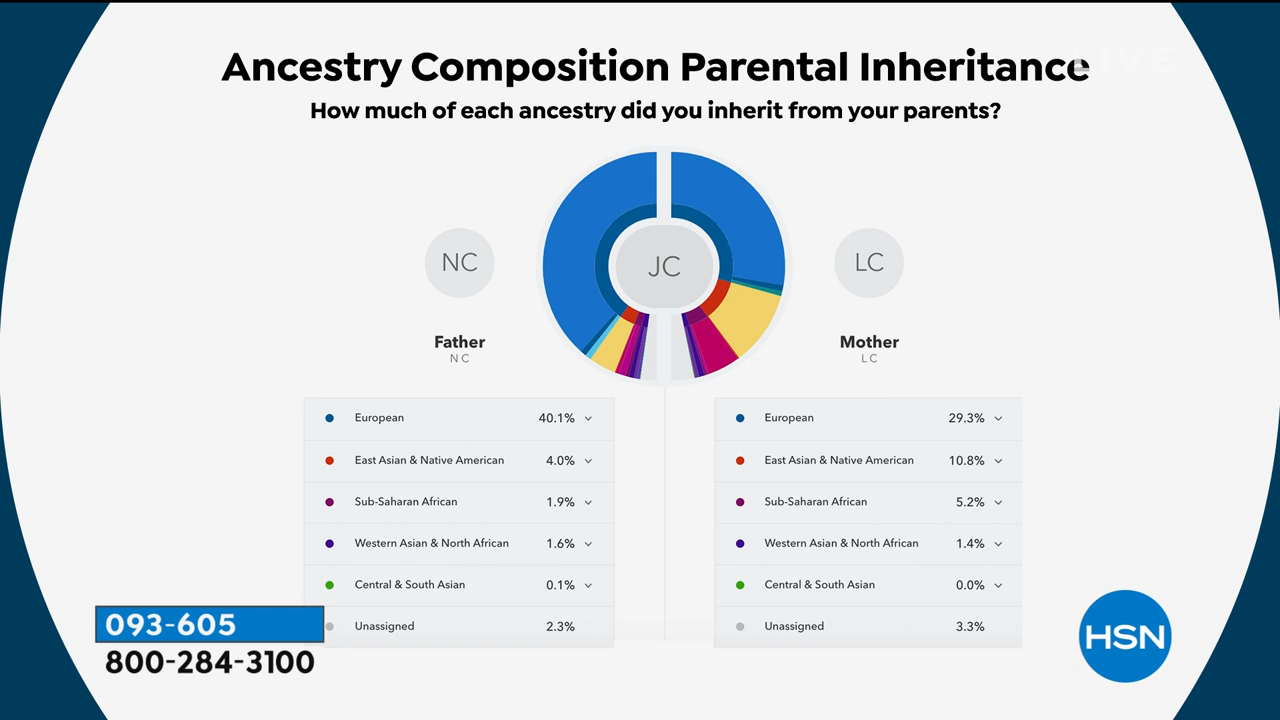 LIVE
Ancestry Composition Parental Inheritance
How much of each ancestry did you inherit from your parents?
NC
JC
LC
Father
NC
Mother
LC
European 40.1%
East Asian & Native American 4.0%
Sub-Saharan African 1.9%
Western Asian & North African 1.6%
Central & South Asian 0.1%
Unassigned 2.3%
European 29.3%
East Asian & Native American 10.8%
Sub-Saharan African 5.2%
Western Asian & North African 1.4%
Central & South Asian 0.0%
Unassigned 3.3%
093-605
800-284-3100
HSN